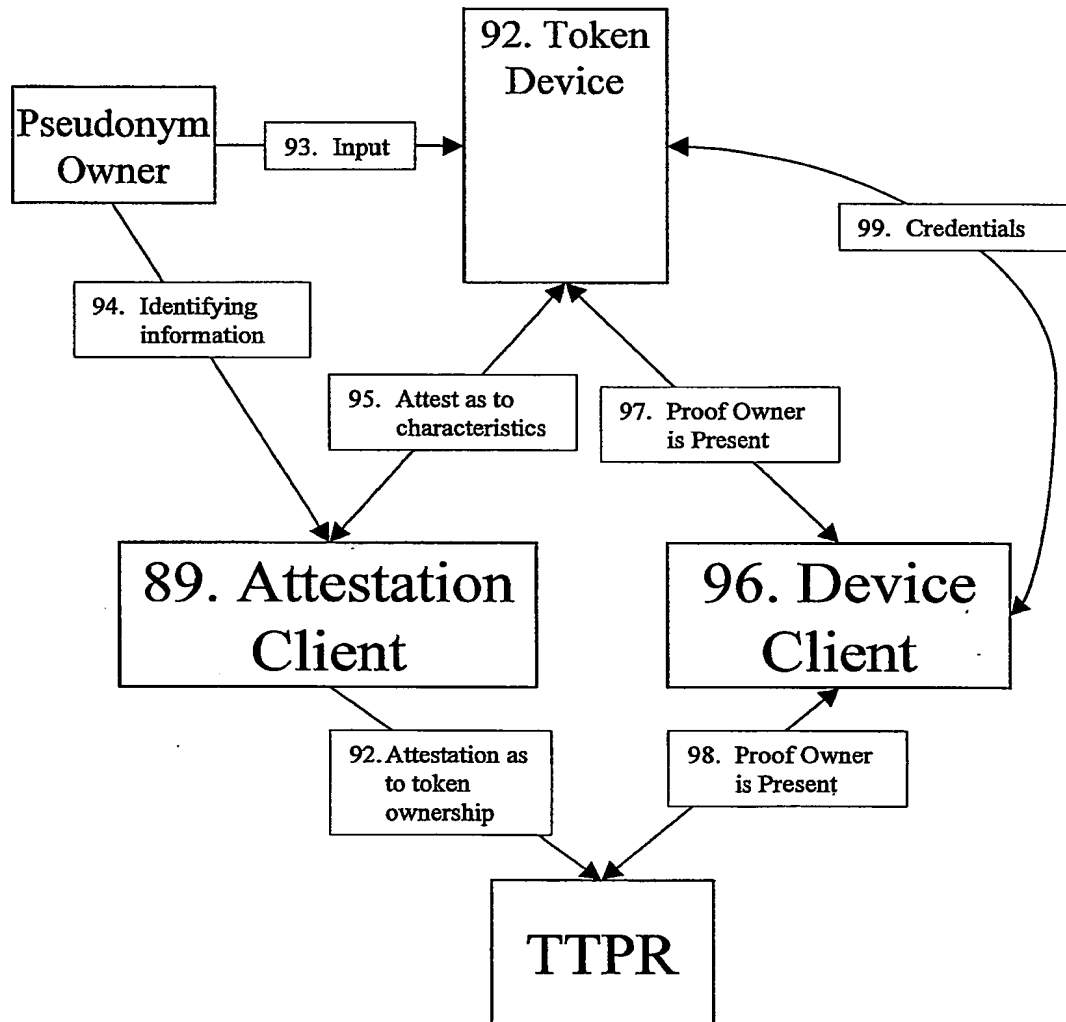 92. Token
Device
Pseudonym
Owner
93. Input
99. Credentials
94. Identifying
information
95. Attest as to
characteristics
97. Proof Owner
is Present
89. Attestation
Client
96. Device
Client
92. Attestation as
to token
ownership
98. Proof Owner
is Present
TTPR